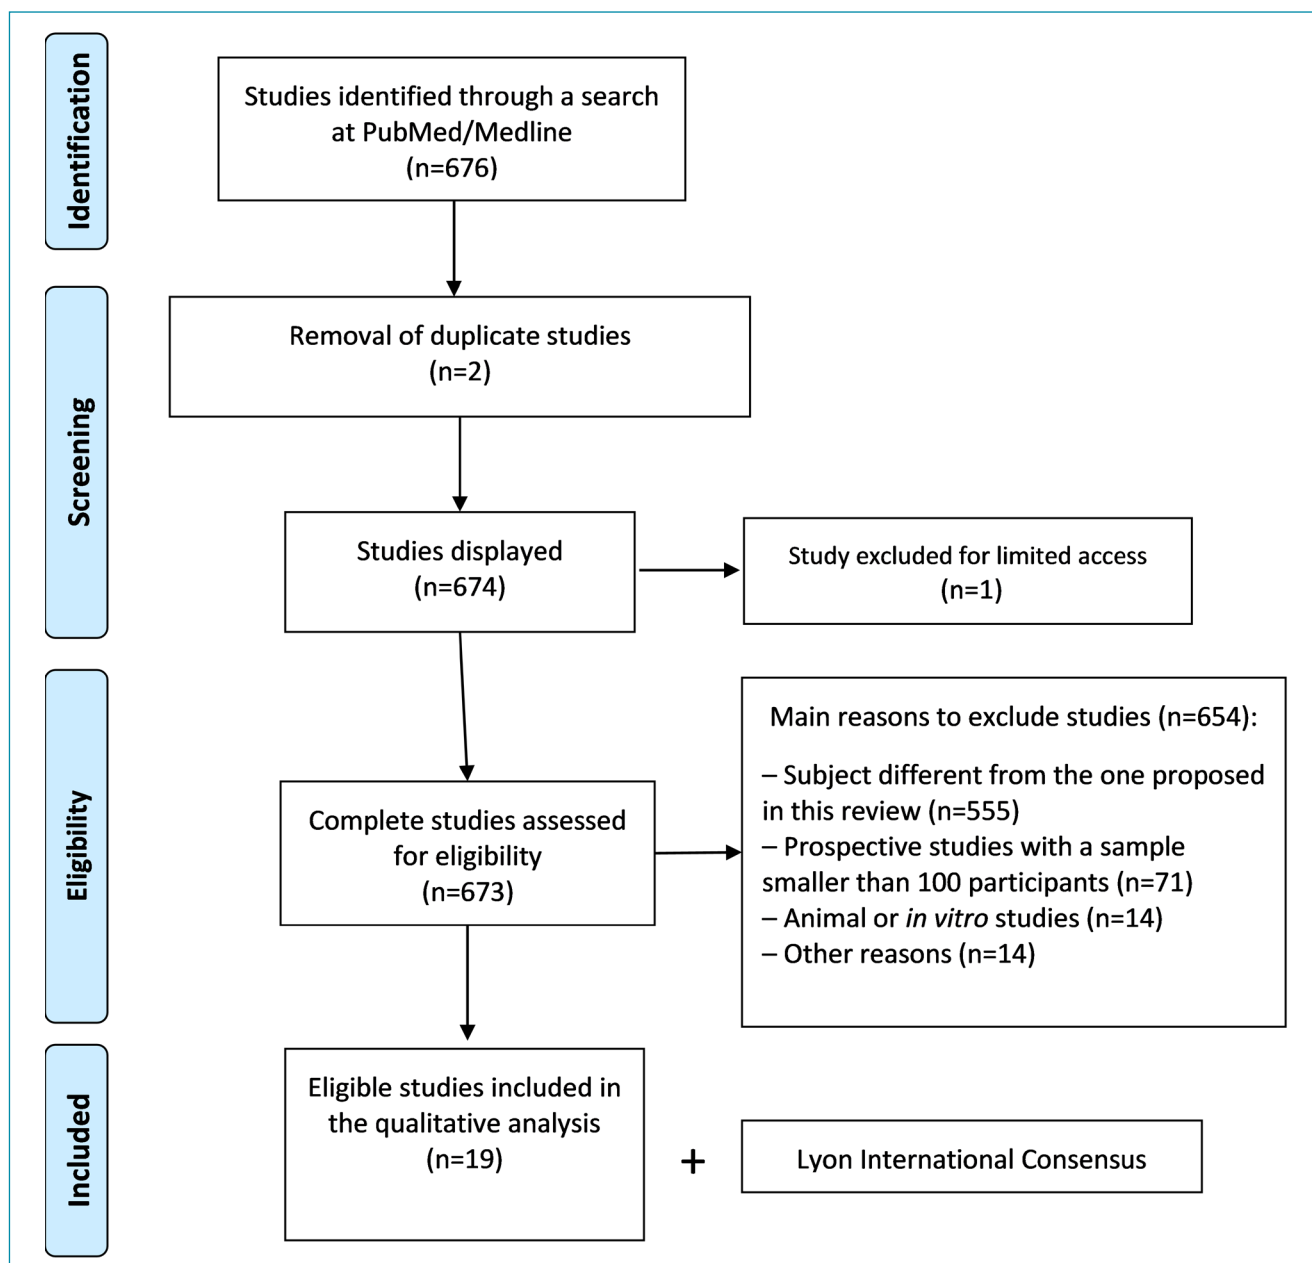 Identification
Studies identified through a search
at PubMed/Medline
(n=676)
Screening
Removal of duplicate studies
(n=2)
Studies displayed
(n=674)
Study excluded for limited access
(n=1)
Eligibility
Complete studies assessed
for eligibility
(n=673)
Main reasons to exclude studies (n=654):
– Subject different from the one proposed
in this review (n=555)
– Prospective studies with a sample
smaller than 100 participants (n=71)
– Animal or in vitro studies (n=14)
– Other reasons (n=14)
Included
Eligible studies included in
the qualitative analysis
(n=19)
+
Lyon International Consensus